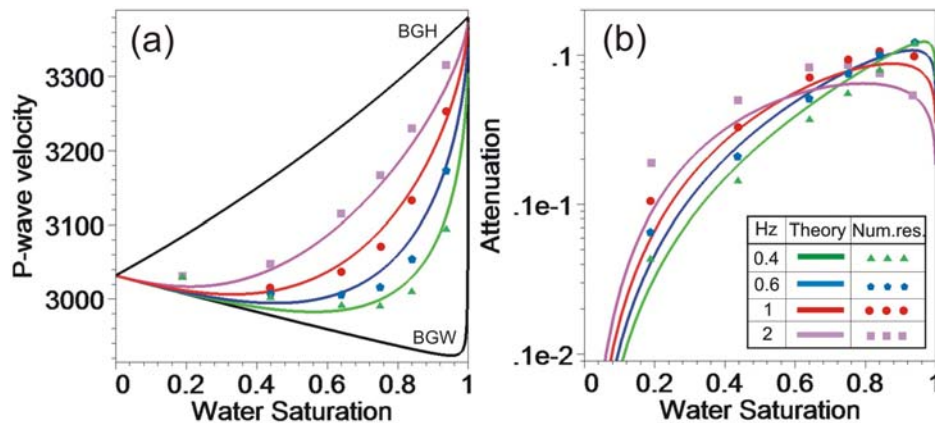 (a)
BGH
BGW
P-wave velocity
3300
3200
3100
3000
0 0.2 0.4 0.6 0.8 1
Water Saturation
(b)
Attenuation
.1
.1e-1
.1e-2
0 0.2 0.4 0.6 0.8 1
Water Saturation
Hz Theory Num.res.
0.4
0.6
1
2